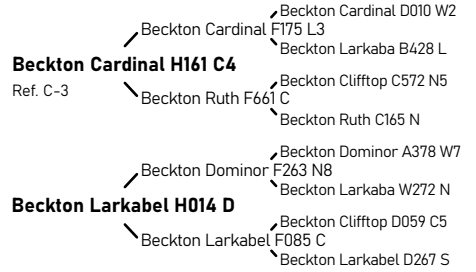 Beckton Cardinal D010 W2
Beckton Cardinal F175 L3
Beckton Larkaba B428 L
Beckton Cardinal H161 C4
Ref. C-3
Beckton Clifftop C572 N5
Beckton Ruth F661 C
Beckton Ruth C165 N
Beckton Dominor A378 W7
Beckton Dominor F263 N8
Beckton Larkaba W272 N
Beckton Larkabel H014 D
Beckton Clifftop D059 C5
Beckton Larkabel F085 C
Beckton Larkabel D267 S